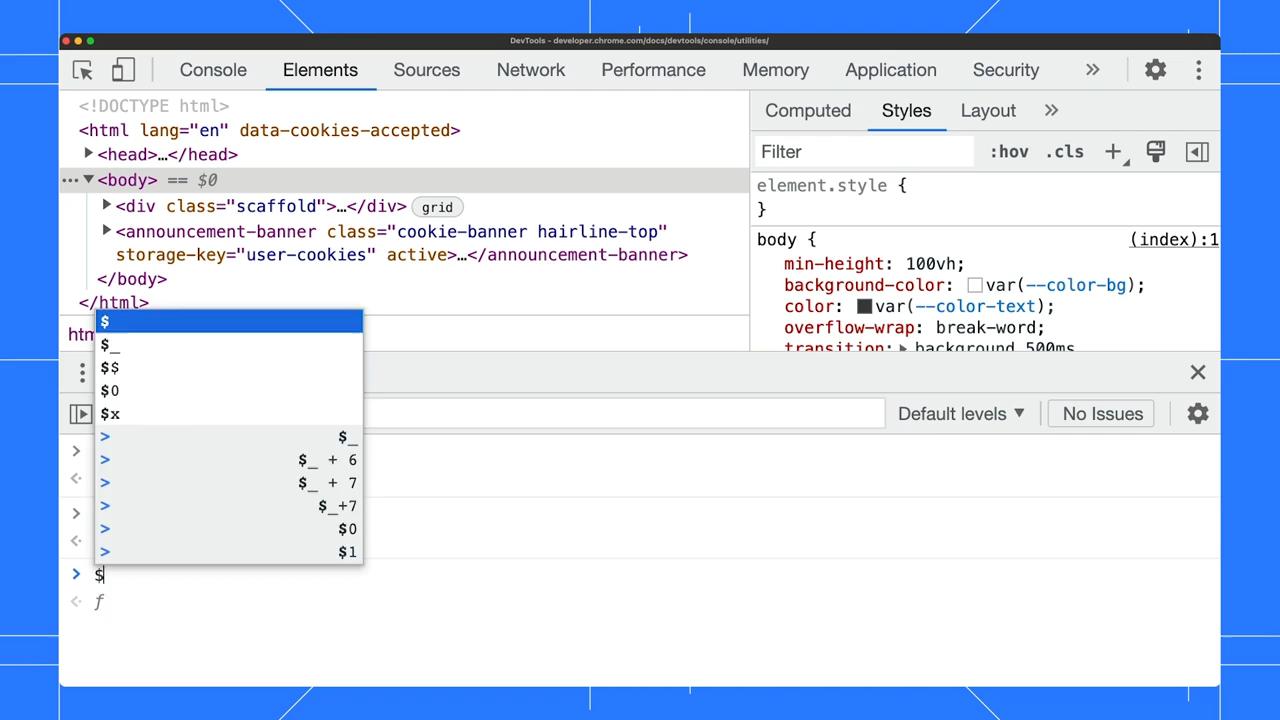 DevTools - developer.chrome.com/docs/devtools/console/utilities/
Console Elements Sources Network Performance Memory Application Security »
<!DOCTYPE html>
<html lang="en" data-cookies-accepted>
<head>…</head>
<body> == $0
<div class="scaffold">…</div> grid
<announcement-banner class="cookie-banner hairline-top"
storage-key="user-cookies" active>…</announcement-banner>
</body>
</html>
htm
Computed Styles Layout »
Filter :hov .cls +
element.style {
}
body { (index):1
min-height: 100vh;
background-color: var(--color-bg);
color: var(--color-text);
overflow-wrap: break-word;
transition: background 500ms
Default levels ▼ No Issues
$
$_
$$
$0
$x
> $_
> $_ + 6
> $_ + 7
> $_+7
> $0
> $1
> $
f